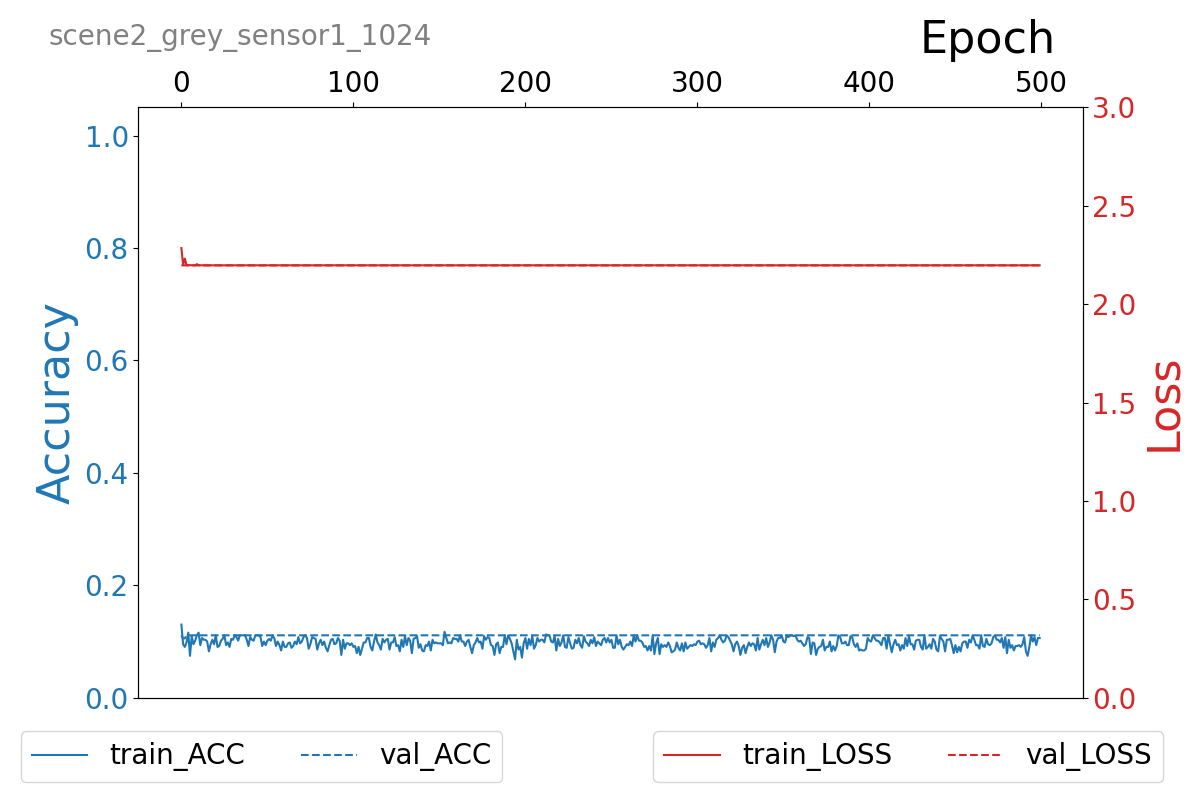 scene2_grey_sensor1_1024
Epoch
0 100 200 300 400 500
1.0
0.8
0.6
0.4
0.2
0.0
Accuracy
3.0
2.5
2.0
1.5
1.0
0.5
0.0
Loss
train_ACC val_ACC
train_LOSS val_LOSS